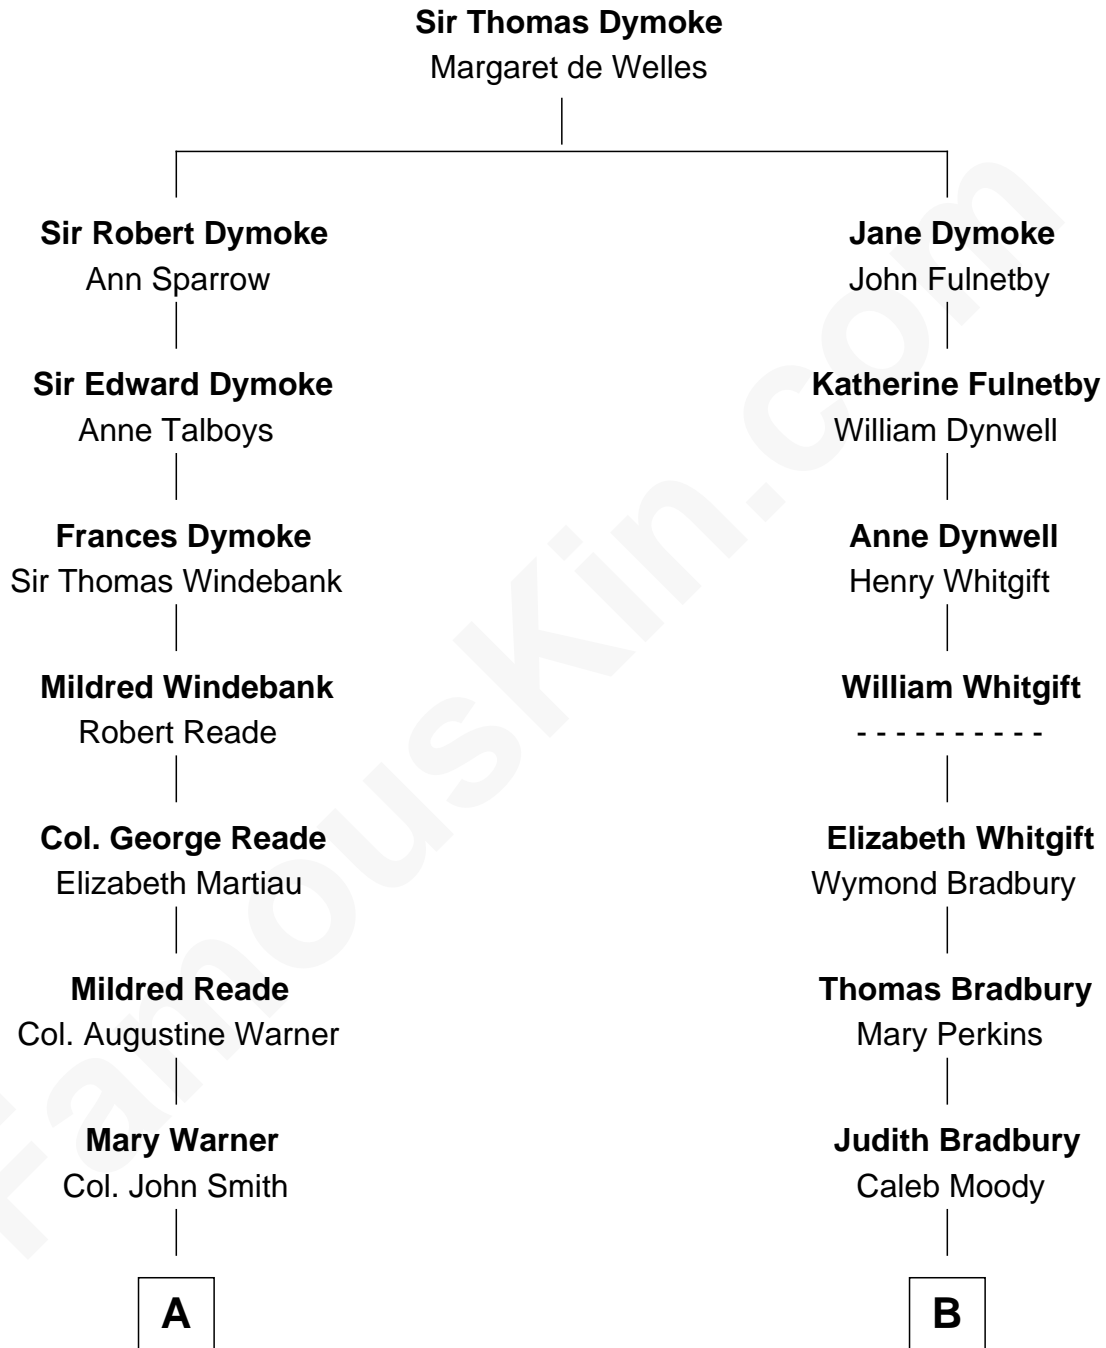 Sir Thomas Dymoke
Margaret de Welles
Sir Robert Dymoke
Ann Sparrow
Jane Dymoke
John Fulnetby
Sir Edward Dymoke
Anne Talboys
Katherine Fulnetby
William Dynwell
Frances Dymoke
Sir Thomas Windebank
Anne Dynwell
Henry Whitgift
Mildred Windebank
Robert Reade
William Whitgift
- - - - - - - - - -
Col. George Reade
Elizabeth Martiau
Elizabeth Whitgift
Wymond Bradbury
Mildred Reade
Col. Augustine Warner
Thomas Bradbury
Mary Perkins
Mary Warner
Col. John Smith
Judith Bradbury
Caleb Moody
A
B
FamousKin.com